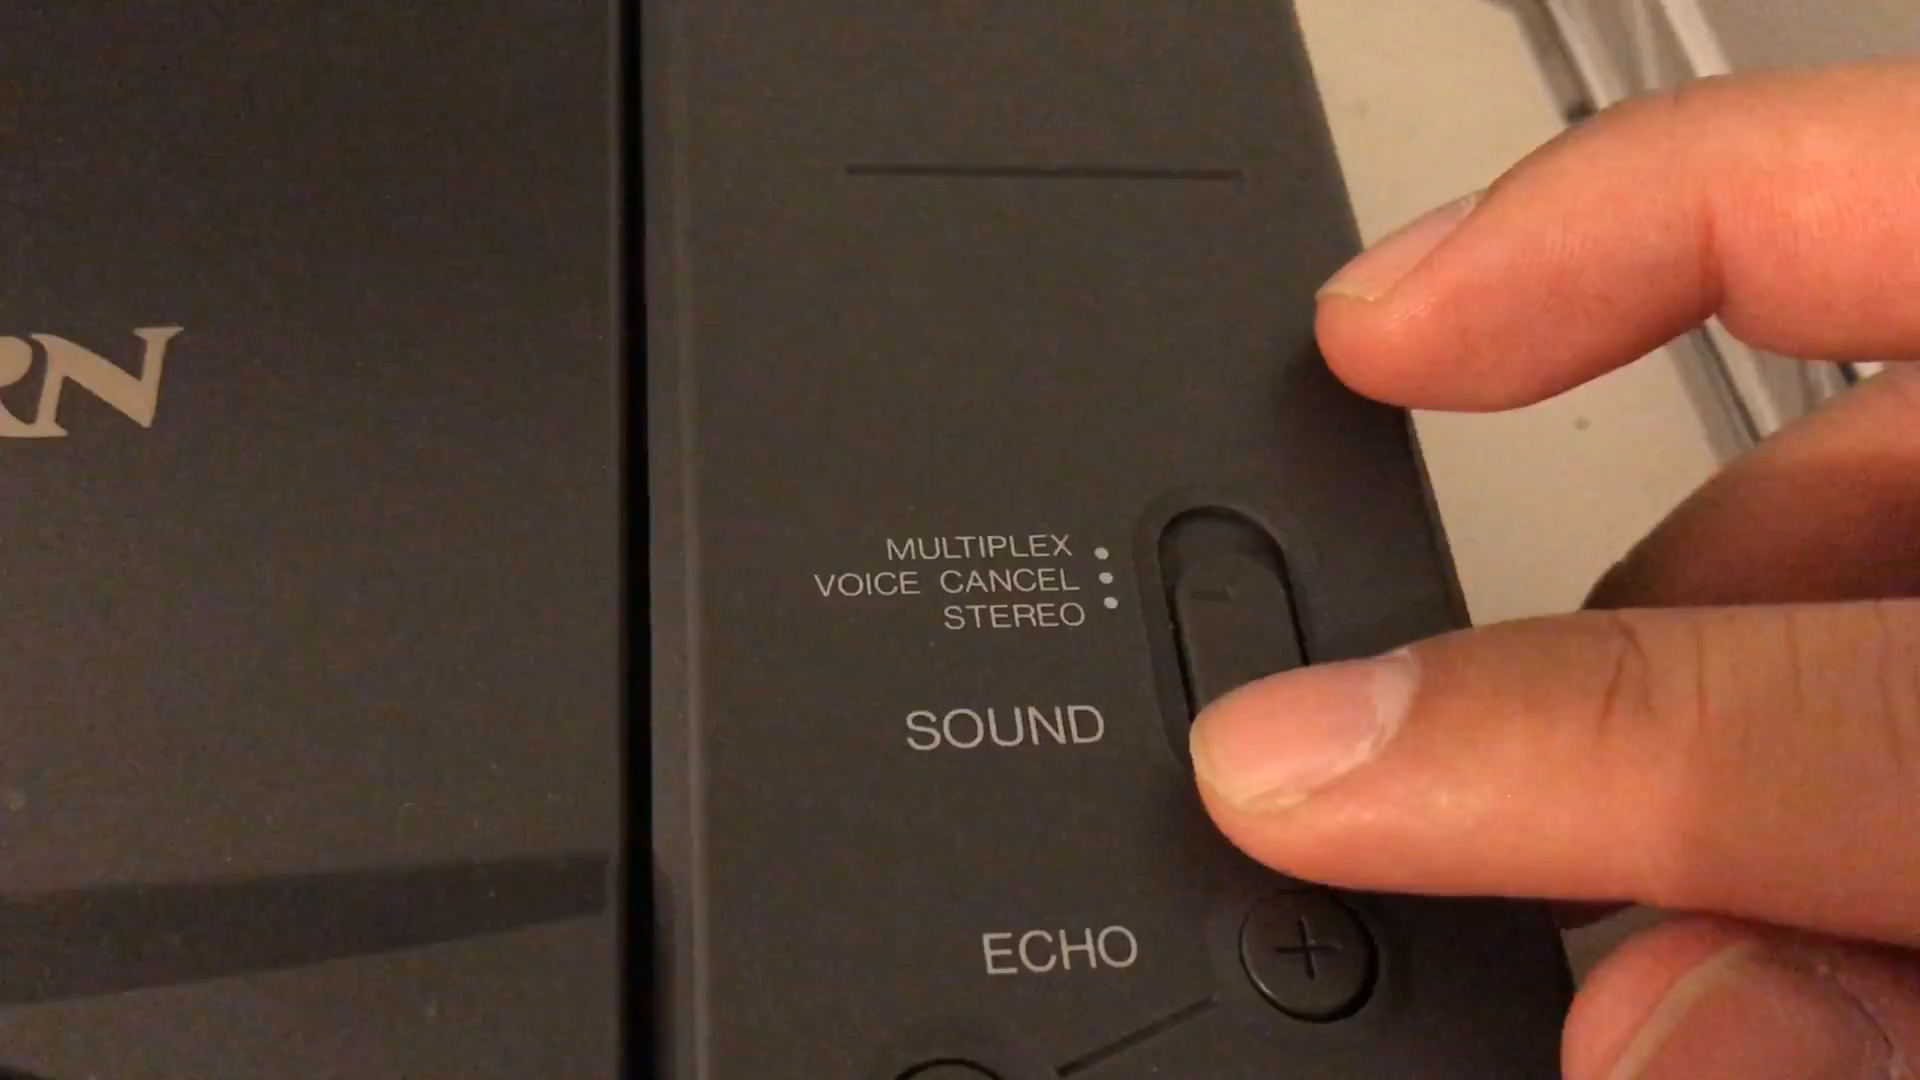 RN
MULTIPLEX
VOICE CANCEL
STEREO
SOUND
ECHO
+